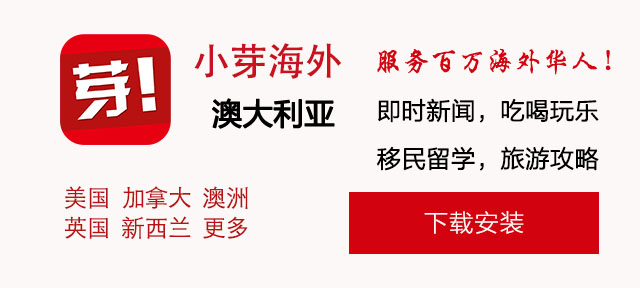 芽!
小芽海外
澳大利亚
美国 加拿大 澳洲
英国 新西兰 更多
服务百万海外华人!
即时新闻，吃喝玩乐
移民留学，旅游攻略
下载安装